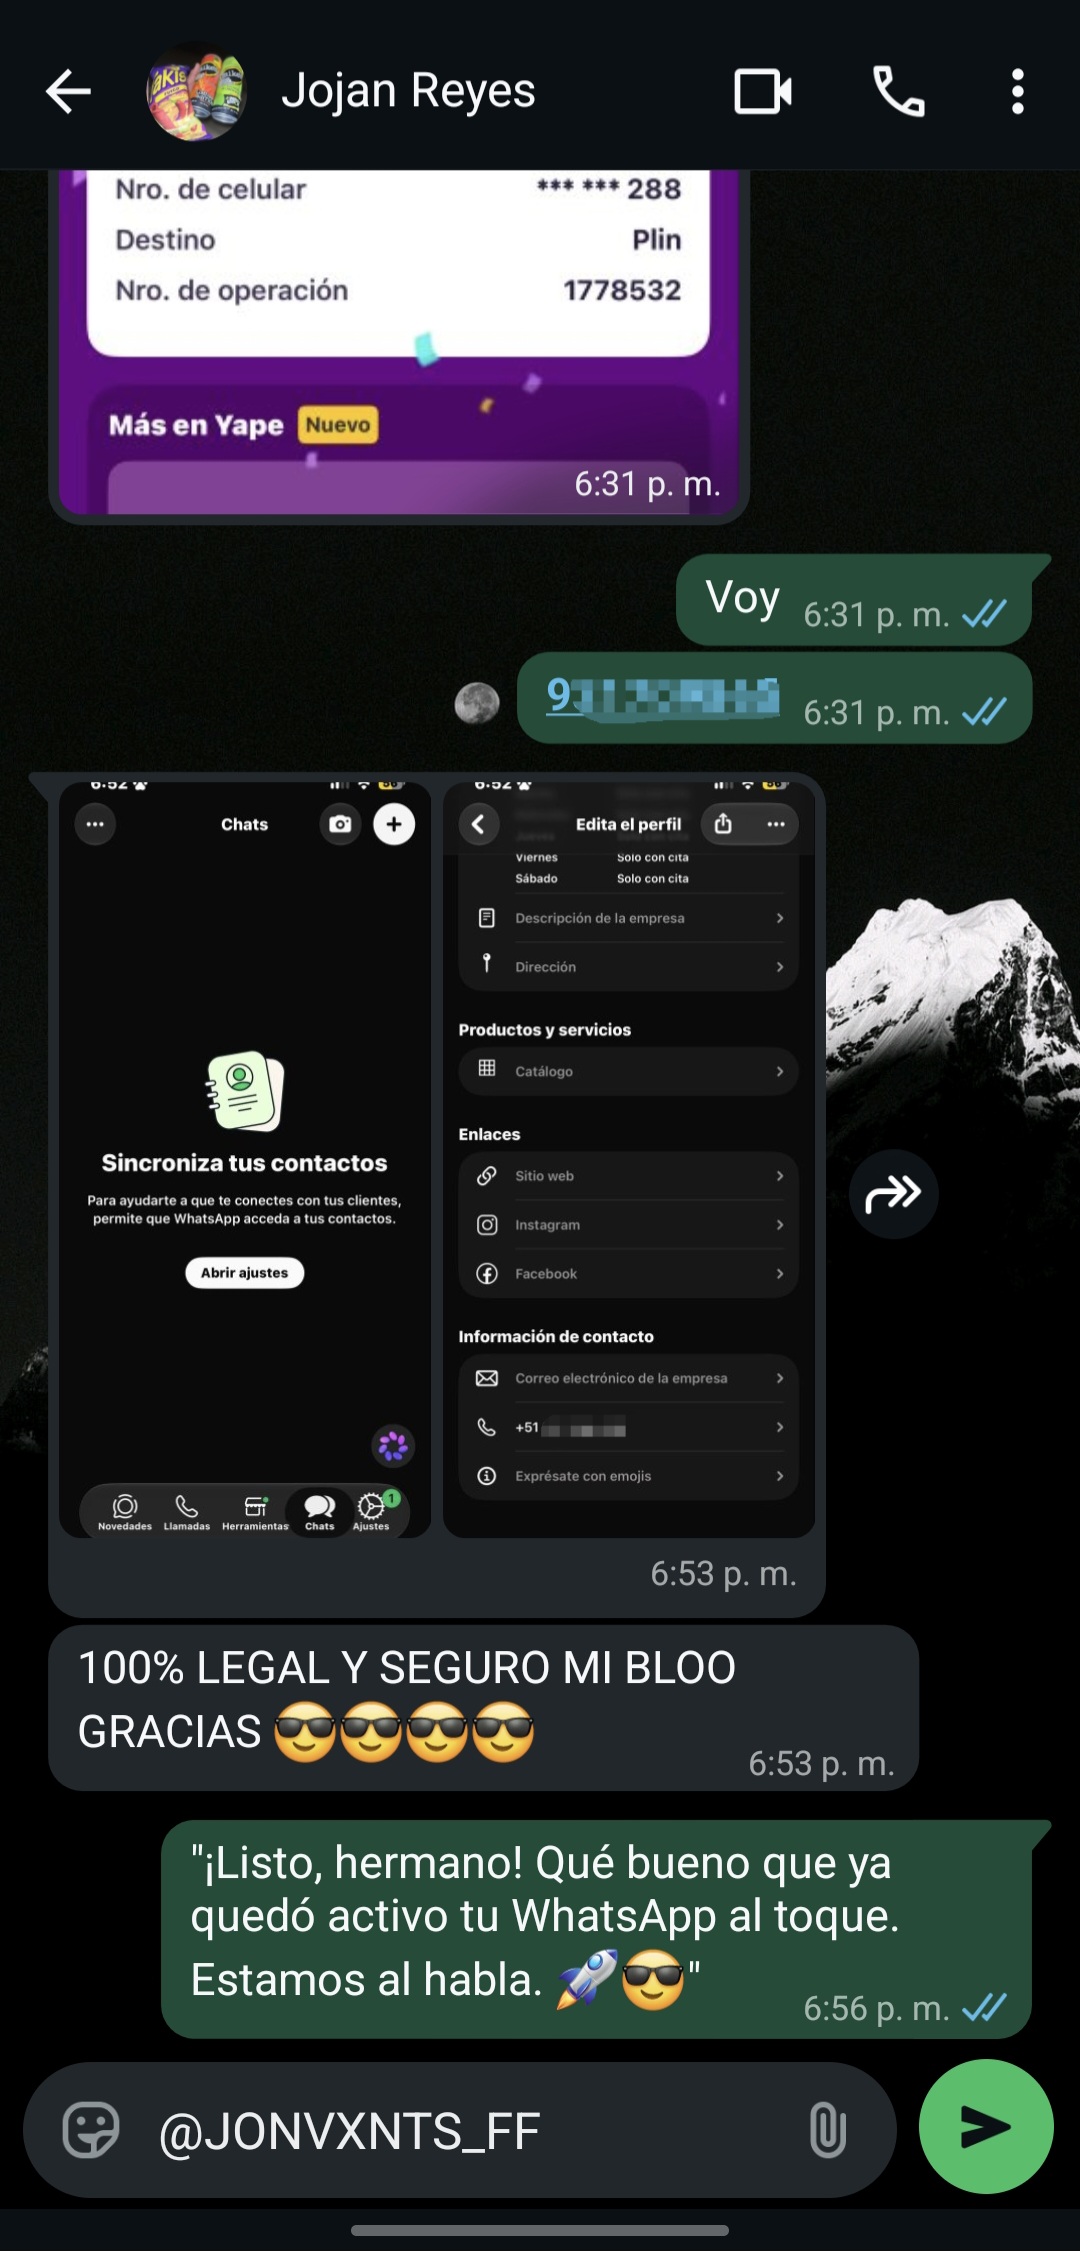 Jojan Reyes
Nro. de celular *** *** 288
Destino Plin
Nro. de operación 1778532
Más en Yape Nuevo
6:31 p. m.
Voy 6:31 p. m.
6:31 p. m.
6:52
Chats
Sincroniza tus contactos
Para ayudarte a que te conectes con tus clientes,
permite que WhatsApp acceda a tus contactos.
Abrir ajustes
1
Novedades Llamadas Herramientas Chats Ajustes
6:52
Edita el perfil
Viernes Solo con cita
Sábado Solo con cita
Descripción de la empresa
Dirección
Productos y servicios
Catálogo
Enlaces
Sitio web
Instagram
Facebook
Información de contacto
Correo electrónico de la empresa
+51
Exprésate con emojis
6:53 p. m.
100% LEGAL Y SEGURO MI BLOO
GRACIAS 😎😎😎😎
6:53 p. m.
"¡Listo, hermano! Qué bueno que ya
quedó activo tu WhatsApp al toque.
Estamos al habla. 🚀😎"
6:56 p. m.
@JONVXNTS_FF